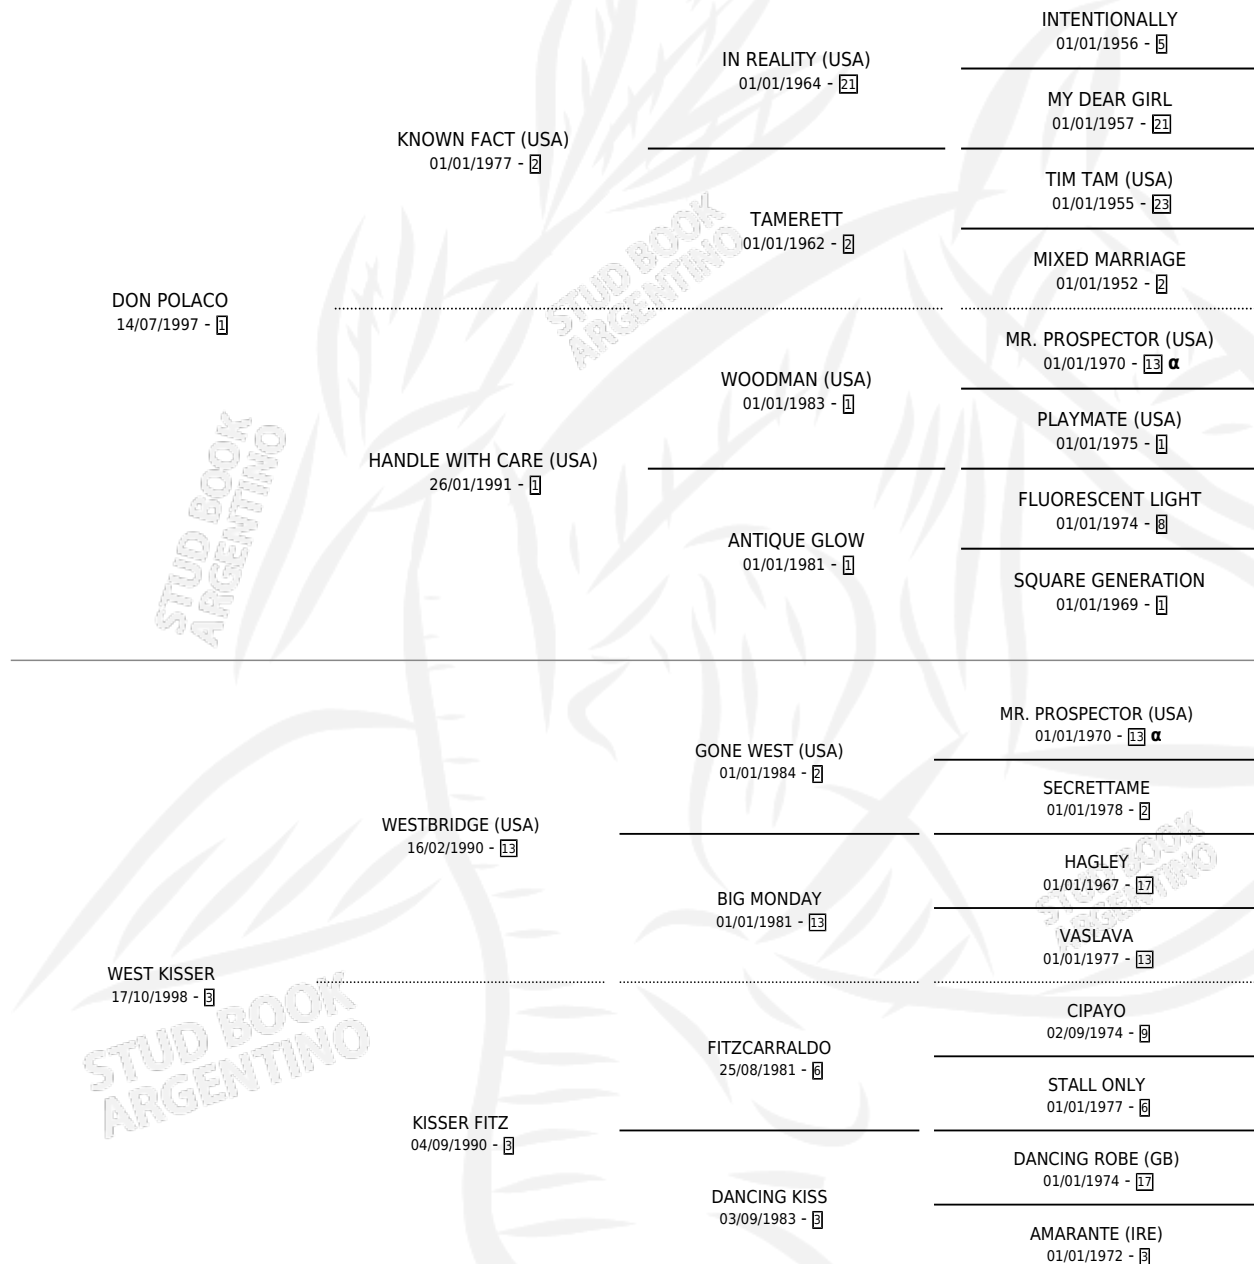 INTENTIONALLY
01/01/1956 - 5
IN REALITY (USA)
01/01/1964 - 21
MY DEAR GIRL
01/01/1957 - 21
KNOWN FACT (USA)
01/01/1977 - 2
TIM TAM (USA)
01/01/1955 - 23
TAMERETT
01/01/1962 - 2
MIXED MARRIAGE
01/01/1952 - 2
DON POLACO
14/07/1997 - 1
MR. PROSPECTOR (USA)
01/01/1970 - 13 α
WOODMAN (USA)
01/01/1983 - 1
PLAYMATE (USA)
01/01/1975 - 1
HANDLE WITH CARE (USA)
26/01/1991 - 1
FLUORESCENT LIGHT
01/01/1974 - 8
ANTIQUE GLOW
01/01/1981 - 1
SQUARE GENERATION
01/01/1969 - 1
MR. PROSPECTOR (USA)
01/01/1970 - 13 α
GONE WEST (USA)
01/01/1984 - 2
SECRETTAME
01/01/1978 - 2
WESTBRIDGE (USA)
16/02/1990 - 13
HAGLEY
01/01/1967 - 17
BIG MONDAY
01/01/1981 - 13
VASLAVA
01/01/1977 - 13
WEST KISSER
17/10/1998 - 3
CIPAYO
02/09/1974 - 9
FITZCARRALDO
25/08/1981 - 6
STALL ONLY
01/01/1977 - 6
KISSER FITZ
04/09/1990 - 3
DANCING ROBE (GB)
01/01/1974 - 17
DANCING KISS
03/09/1983 - 3
AMARANTE (IRE)
01/01/1972 - 3
STUD BOOK
ARGENTINO
STUD BOOK
ARGENTINO
STUD BOOK
ARGENTINO
STUD BOOK
ARGENTINO